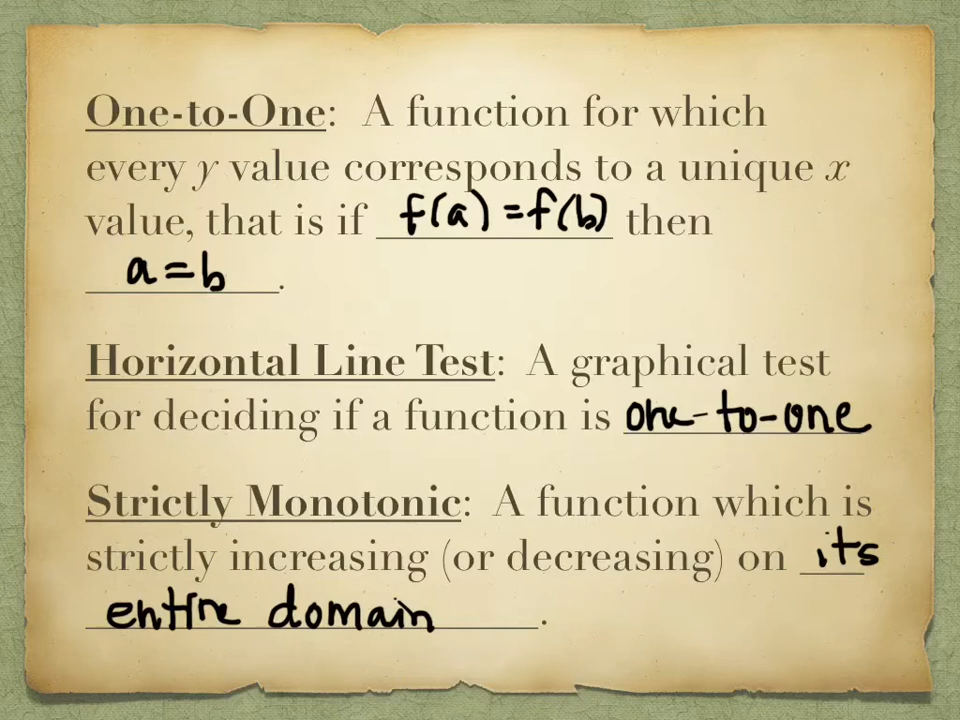 One-to-One: A function for which
every y value corresponds to a unique x
value, that is if f(a) = f(b) then
a = b.
Horizontal Line Test: A graphical test
for deciding if a function is one-to-one
Strictly Monotonic: A function which is
strictly increasing (or decreasing) on its
entire domain.